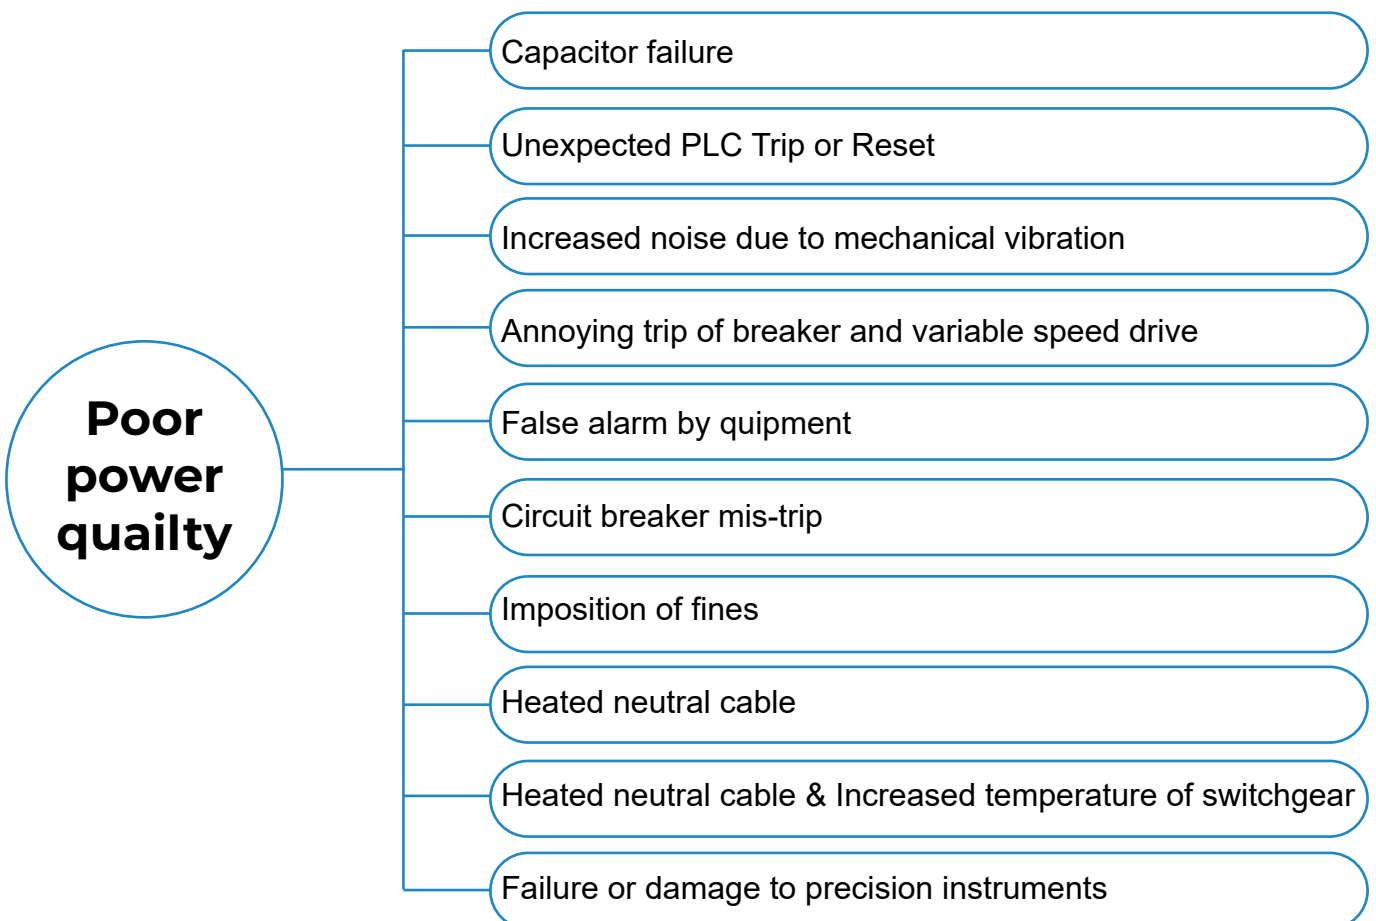 Capacitor failure
Unexpected PLC Trip or Reset
Increased noise due to mechanical vibration
Annoying trip of breaker and variable speed drive
False alarm by quipment
Poor
power
quailty
Circuit breaker mis-trip
Imposition of fines
Heated neutral cable
Heated neutral cable & Increased temperature of switchgear
Failure or damage to precision instruments